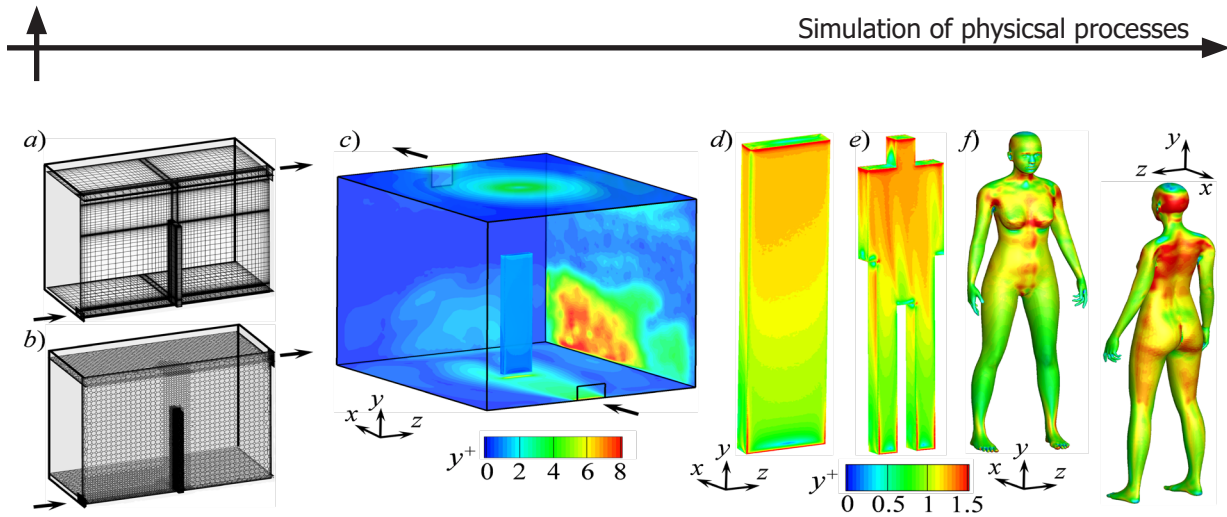 Simulation of physicsal processes
a)
b)
c)
d)
e)
f)
y
z
x
y
x
z
y⁺
0 2 4 6 8
y
x
z
y⁺
0 0.5 1 1.5
y
x
z